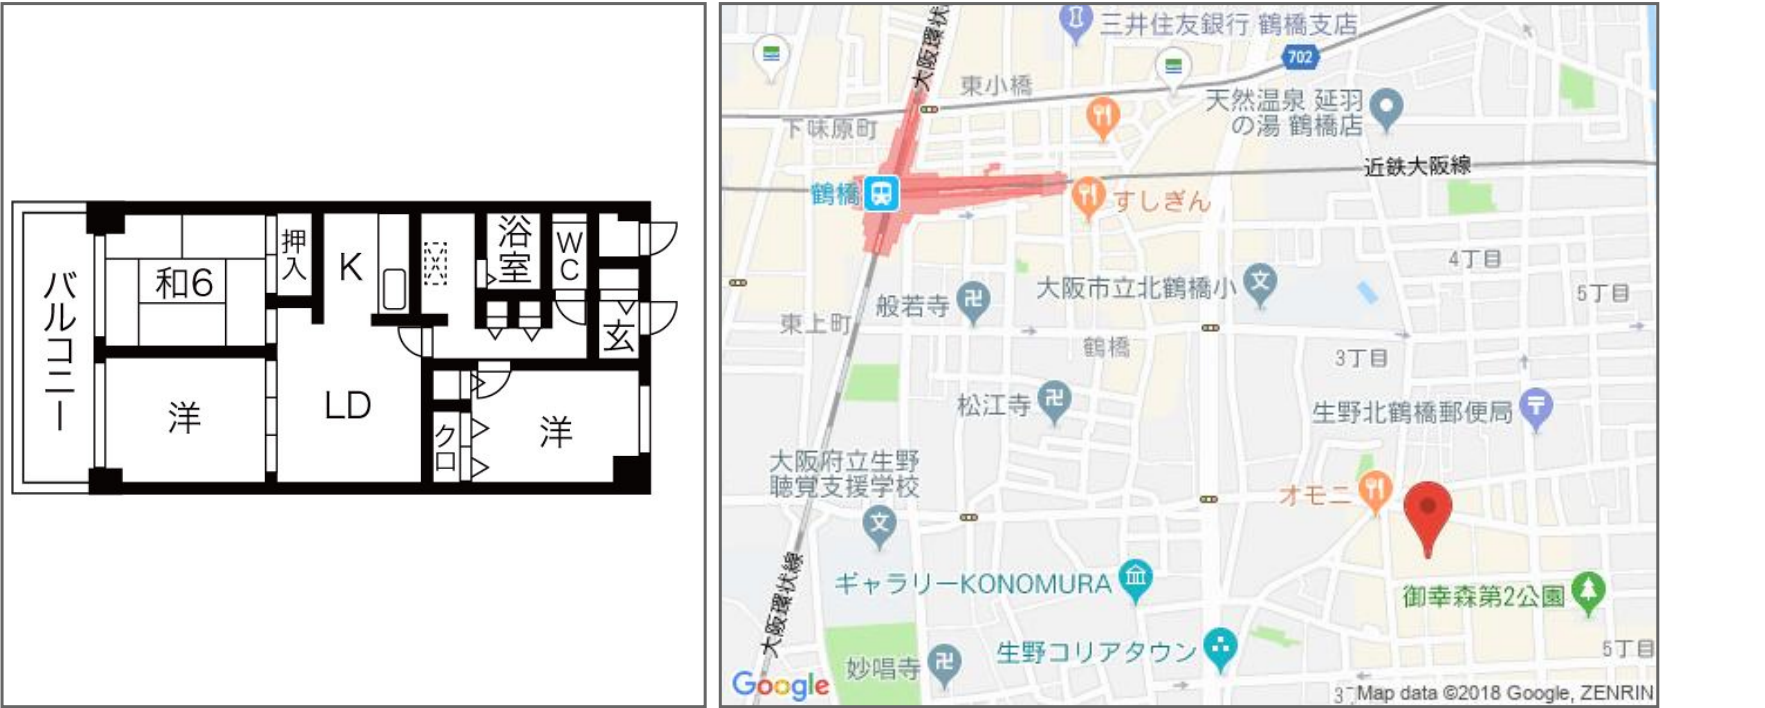 バルコニー
和6
押入
K
浴室
WC
玄
洋
LD
クロ
洋
大阪環状
三井住友銀行 鶴橋支店
702
東小橋
天然温泉 延羽
の湯 鶴橋店
下味原町
近鉄大阪線
鶴橋
すしぎん
4丁目
大阪市立北鶴橋小
文
5丁目
般若寺
卍
東上町
鶴橋
3丁目
松江寺
卍
生野北鶴橋郵便局
〒
大阪府立生野
聴覚支援学校
文
オモニ
大阪環状線
ギャラリーKONOMURA
御幸森第2公園
生野コリアタウン
5丁目
妙唱寺
卍
Google
3丁
Map data ©2018 Google, ZENRIN